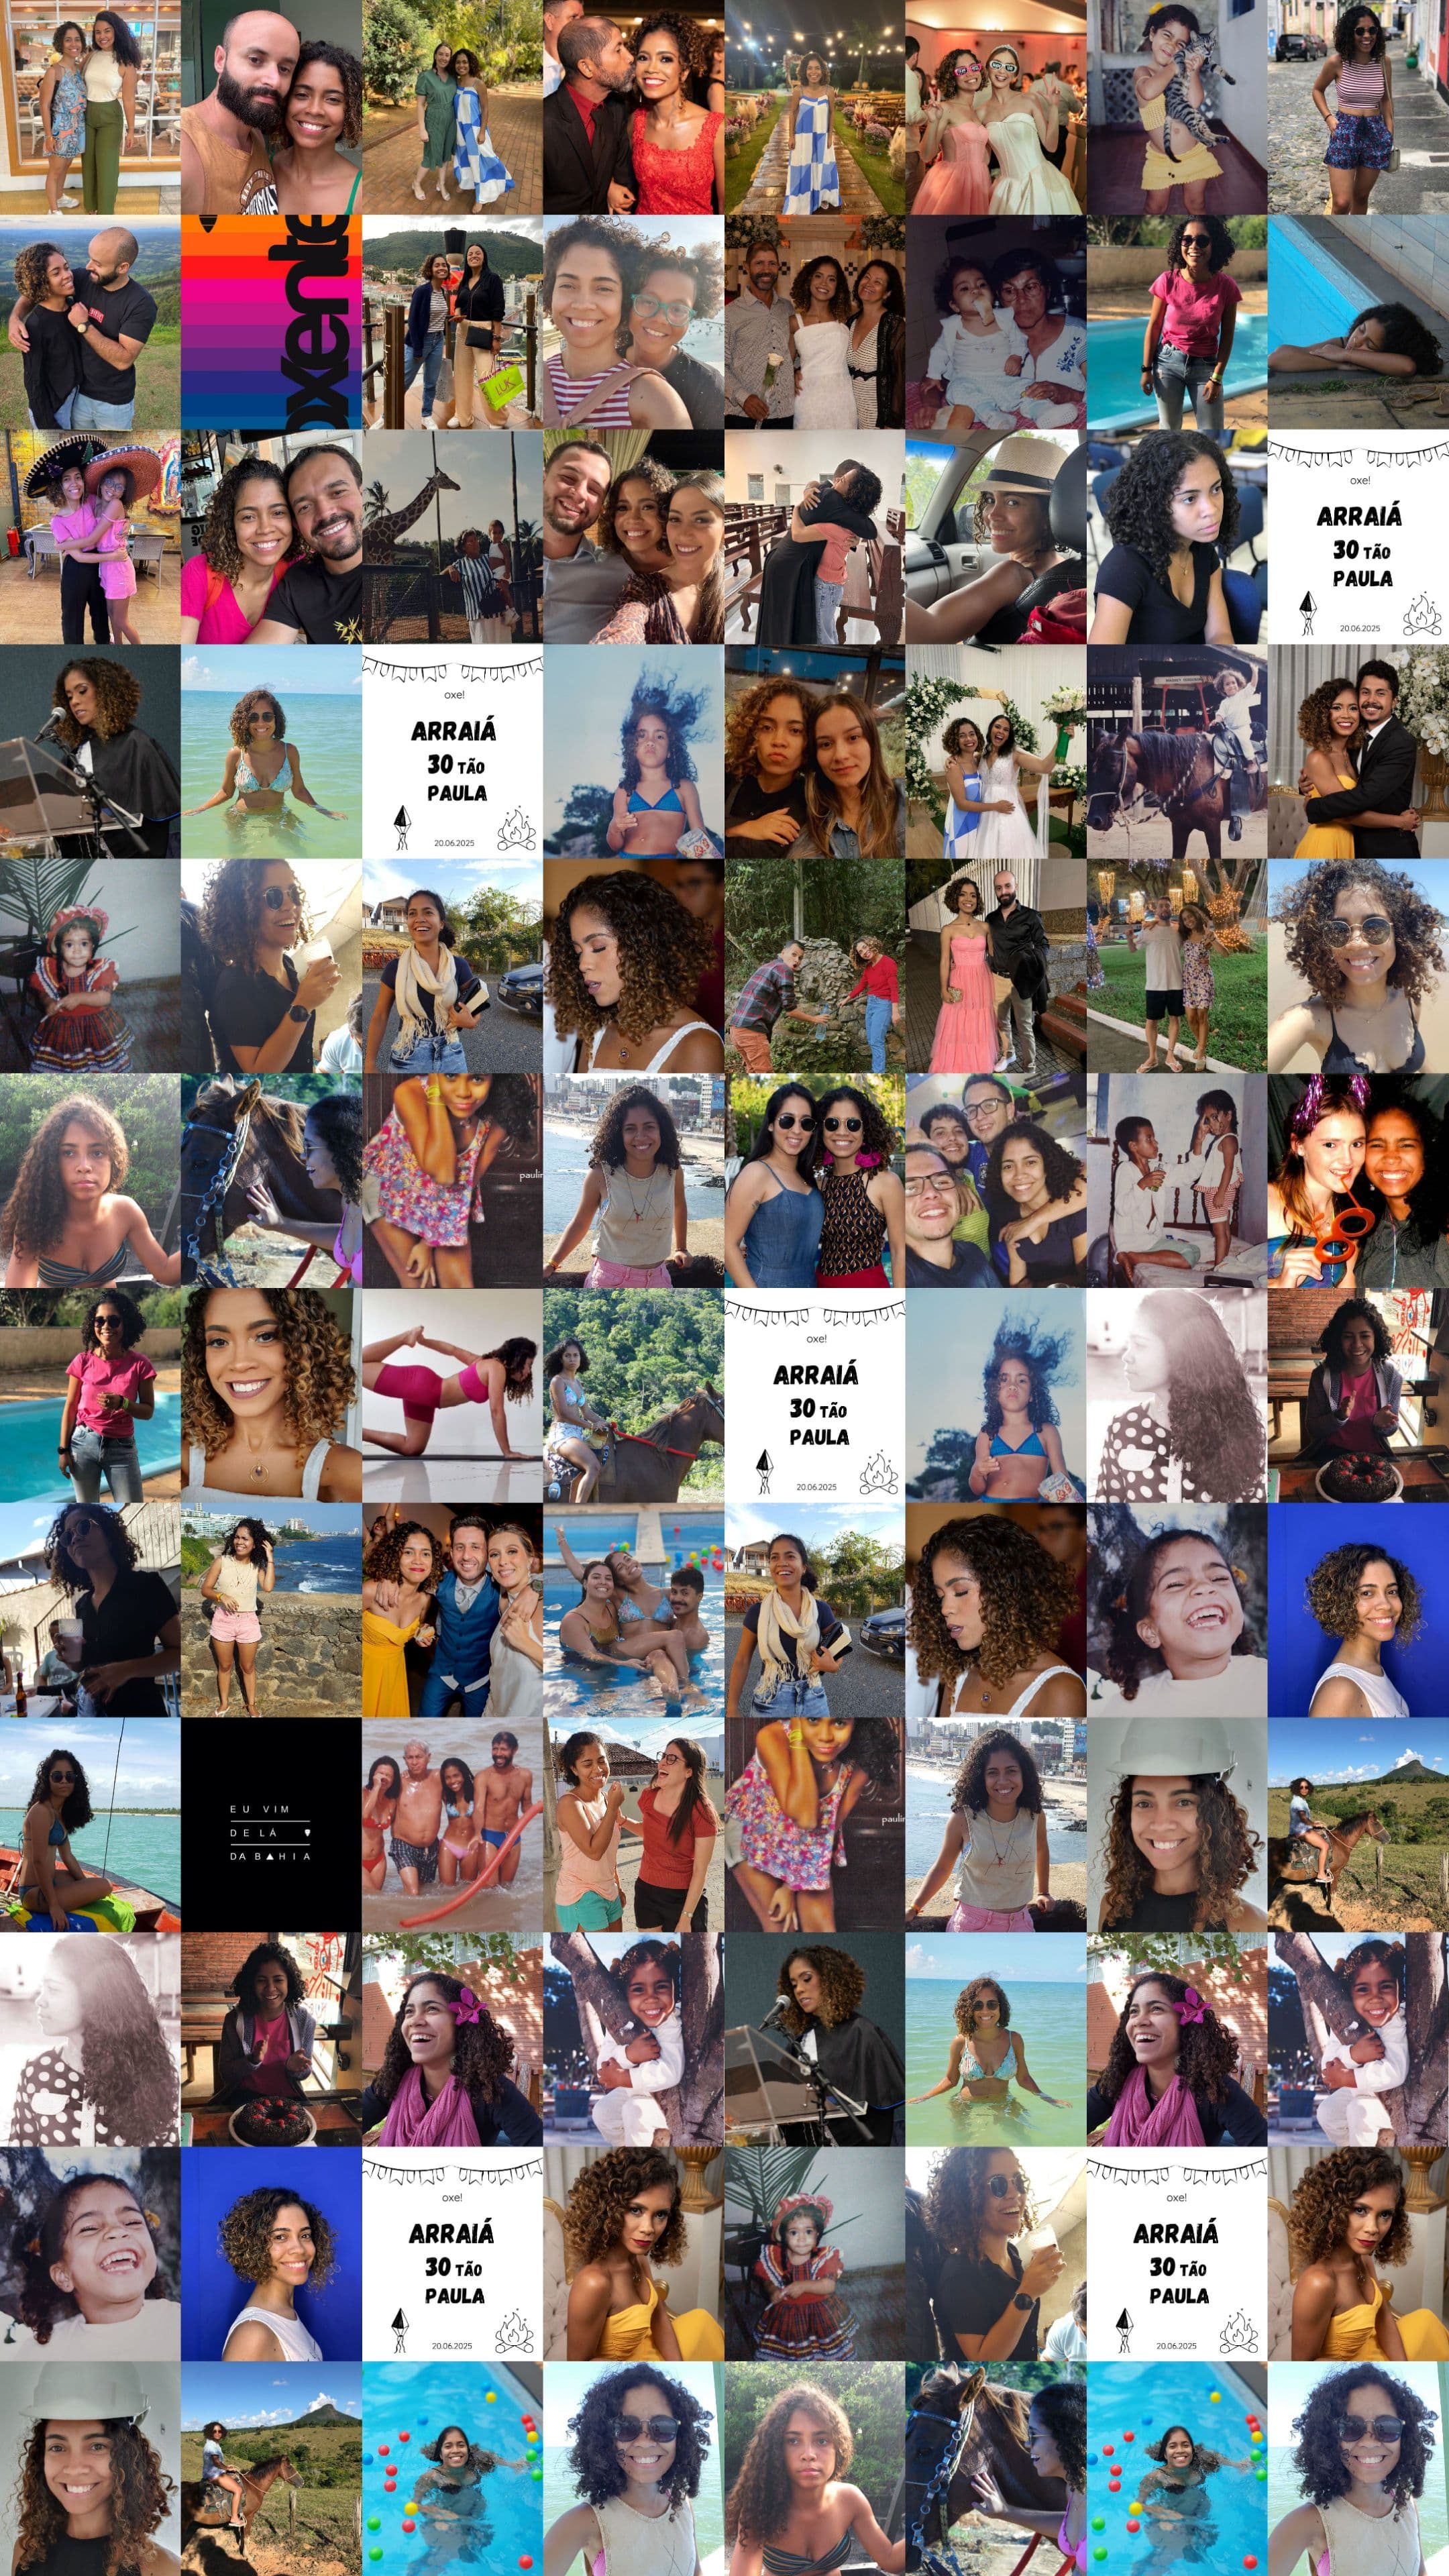 oxente
LUK
oxe!
ARRAIÁ
30 TÃO
PAULA
20.06.2025
oxe!
ARRAIÁ
30 TÃO
PAULA
20.06.2025
paulin
oxe!
ARRAIÁ
30 TÃO
PAULA
20.06.2025
EU VIM
DE LÁ
DA BAHIA
paulin
oxe!
ARRAIÁ
30 TÃO
PAULA
20.06.2025
oxe!
ARRAIÁ
30 TÃO
PAULA
20.06.2025